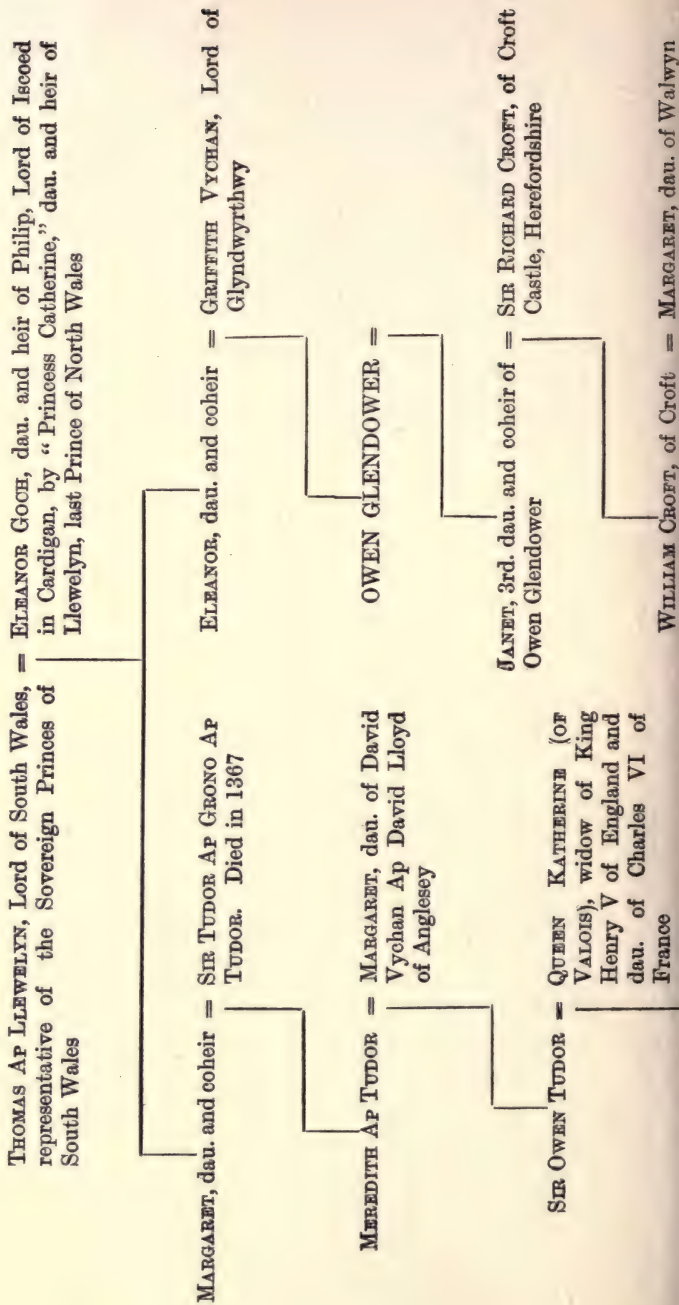 THOMAS AP LLEWELYN, Lord of South Wales,
representative of the Sovereign Princes of
South Wales
= ELEANOR GOCH, dau. and heir of Philip, Lord of Iscoed
in Cardigan, by "Princess Catherine," dau. and heir of
Llewelyn, last Prince of North Wales
MARGARET, dau. and coheir = SIR TUDOR AP GRONO AP
TUDOR. Died in 1367
ELEANOR, dau. and coheir = GRIFFITH VYCHAN, Lord of
Glyndwyrthwy
MEREDITH AP TUDOR = MARGARET, dau. of David
Vychan Ap David Lloyd
of Anglesey
OWEN GLENDOWER =
SIR OWEN TUDOR = QUEEN KATHERINE (OF
VALOIS), widow of King
Henry V of England and
dau. of Charles VI of
France
JANET, 3rd. dau. and coheir of
Owen Glendower
= SIR RICHARD CROFT, of Croft
Castle, Herefordshire
WILLIAM CROFT, of Croft = MARGARET, dau. of Walwyn